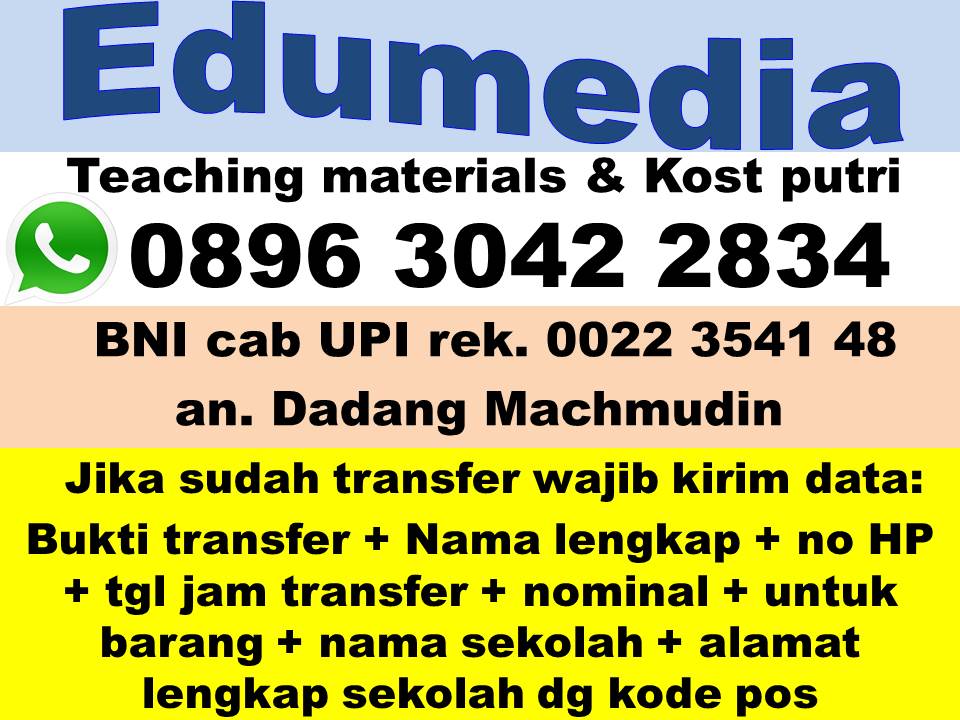 Edumedia
Teaching materials & Kost putri
0896 3042 2834
BNI cab UPI rek. 0022 3541 48
an. Dadang Machmudin
Jika sudah transfer wajib kirim data:
Bukti transfer + Nama lengkap + no HP
+ tgl jam transfer + nominal + untuk
barang + nama sekolah + alamat
lengkap sekolah dg kode pos